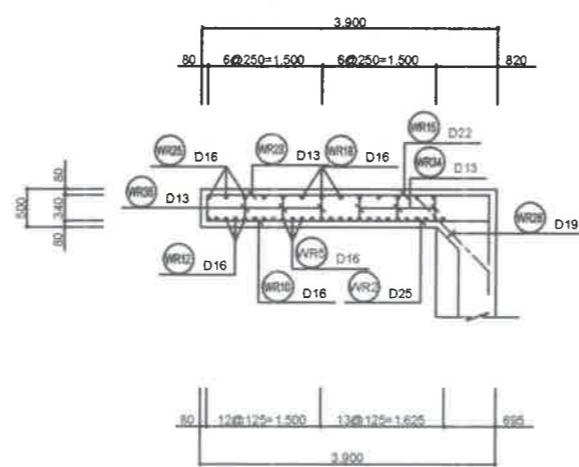 3.900
80 6@250=1.500 6@250=1.500 820
WR25 D16 WR23 D13 WR18 D16 WR15 D22
WR34 D13
80
500 340
80
WR36 D13
WR26 D19
WR12 D16 WR5 D16
WR10 D16 WR2 D25
80 12@125=1.500 13@125=1.625 695
3.900